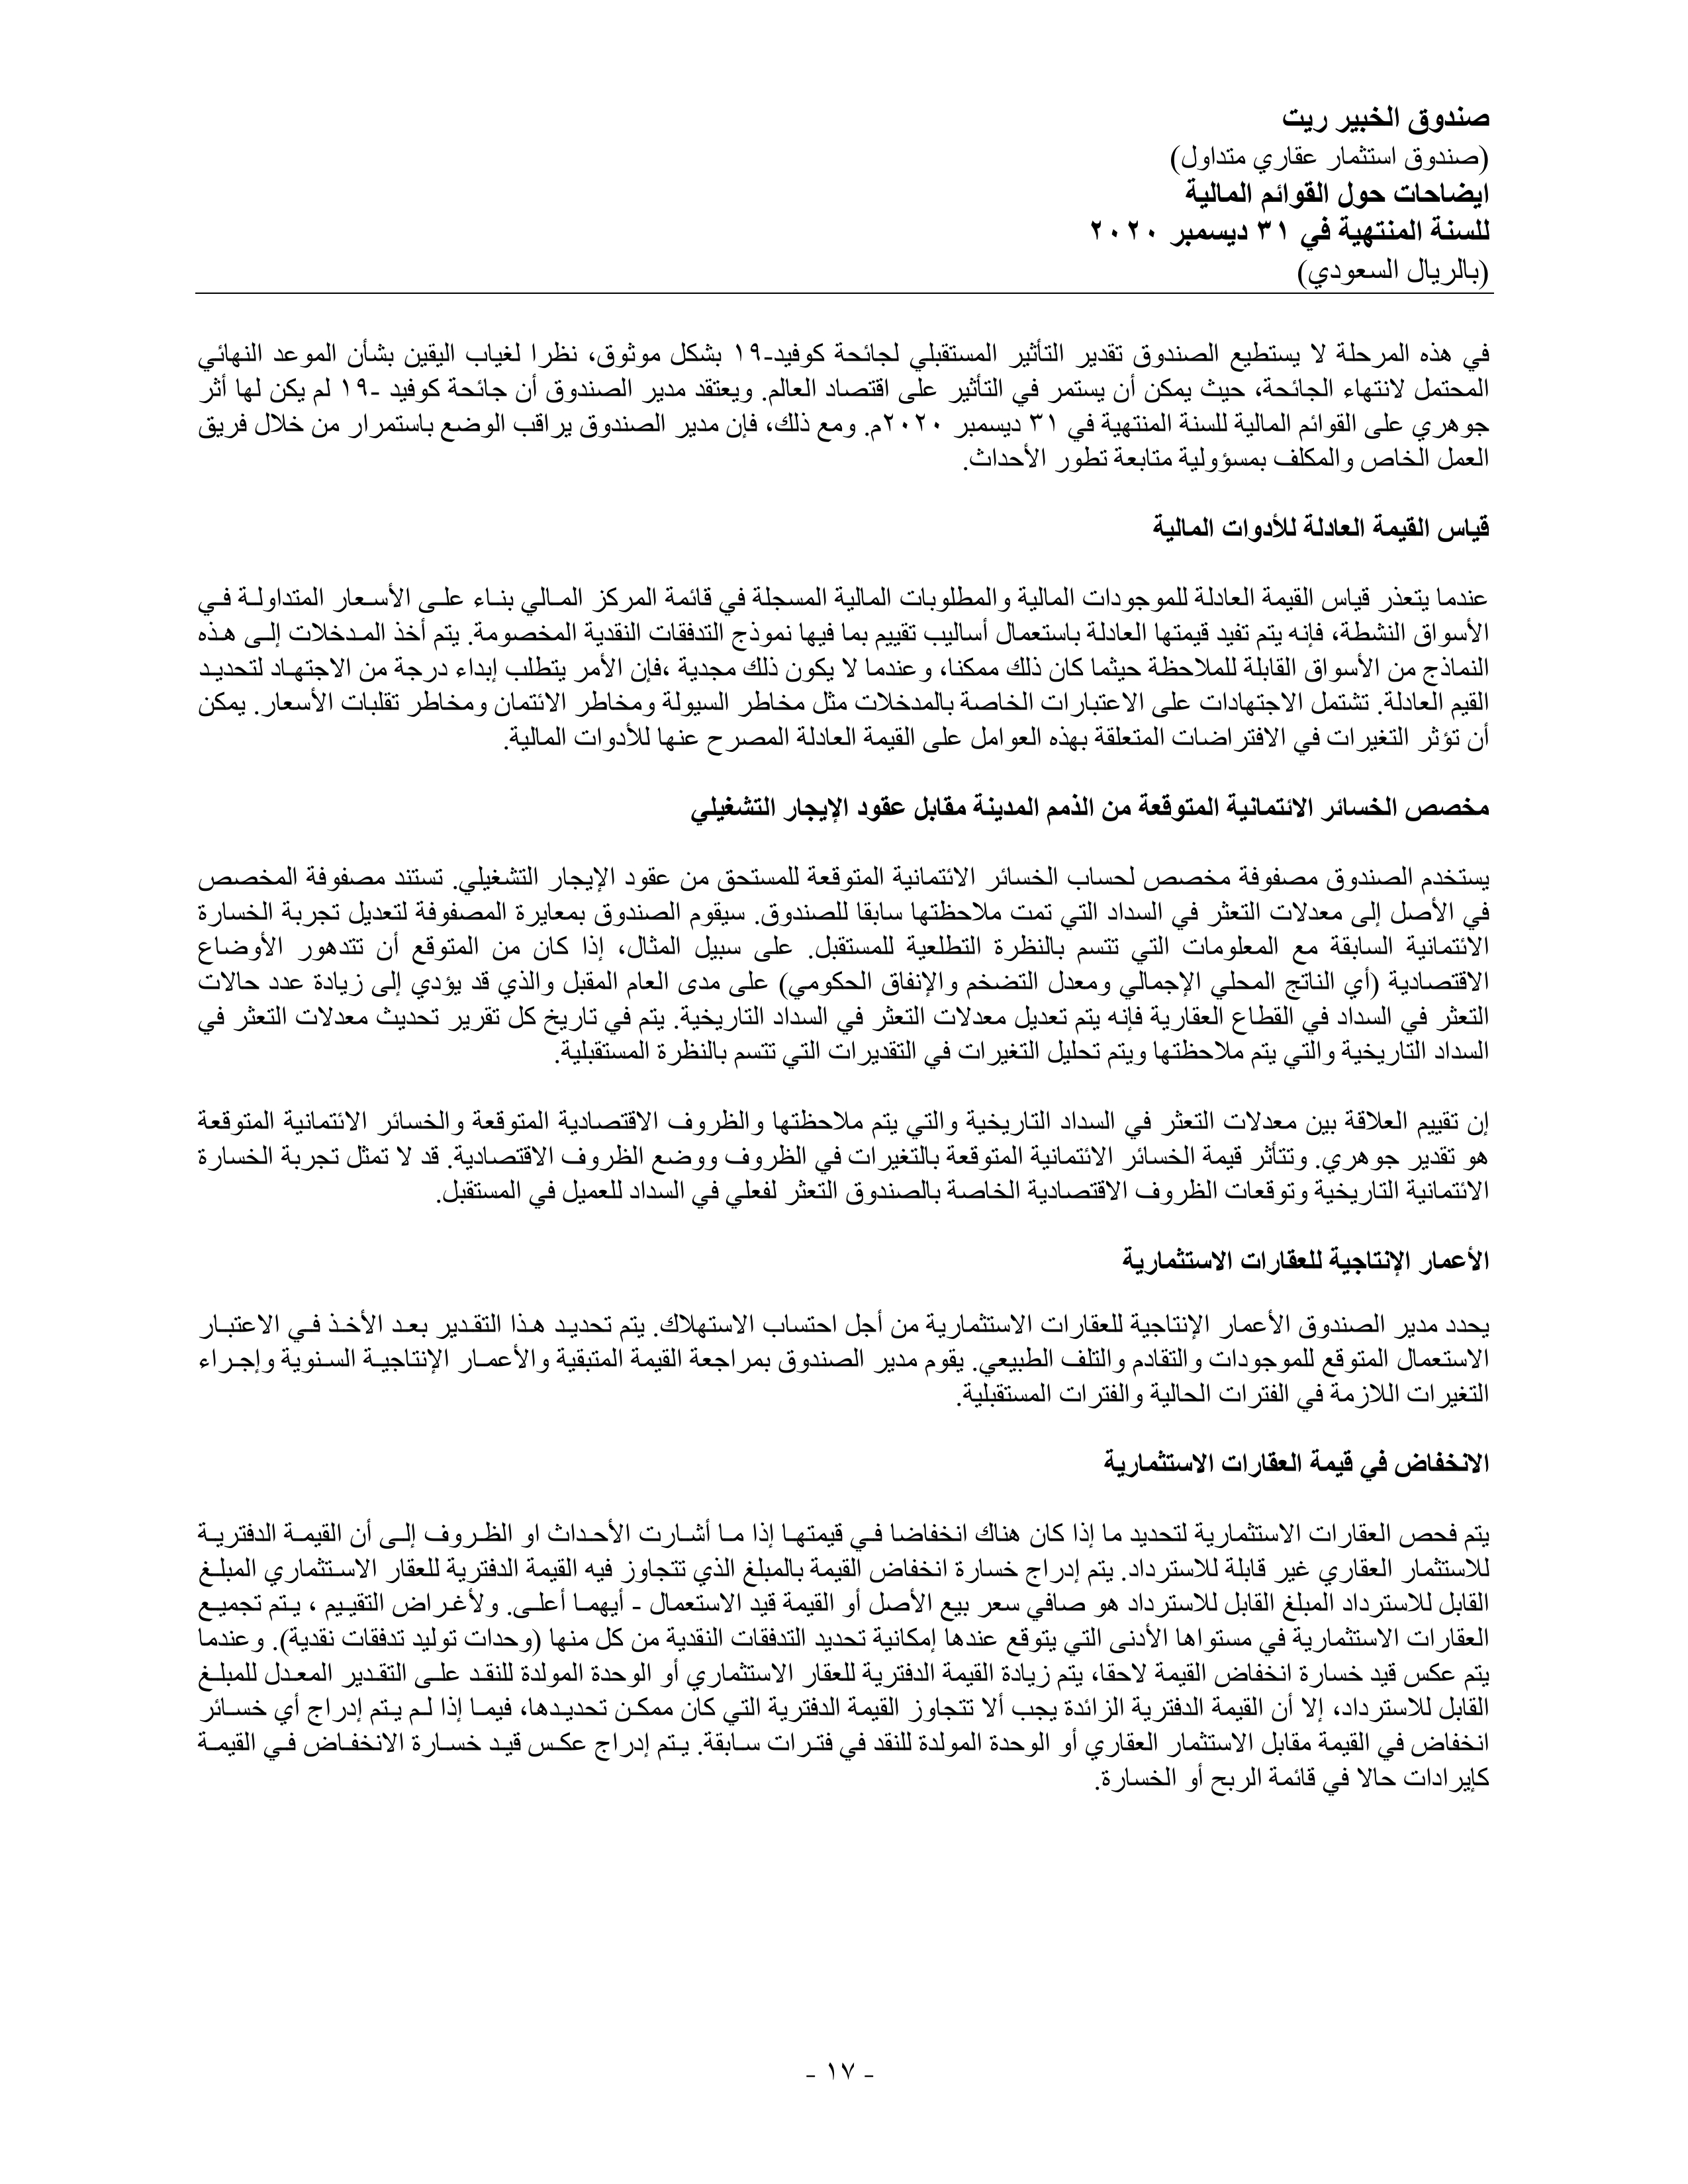 صندوق الخبير ريت
(صندوق استثمار عقاري متداول)
ايضاحات حول القوائم المالية
للسنة المنتهية في ٣١ ديسمبر ٢٠٢٠
(بالريال السعودي)
في هذه المرحلة لا يستطيع الصندوق تقدير التأثير المستقبلي لجائحة كوفيد-١٩ بشكل موثوق، نظرا لغياب اليقين بشأن الموعد النهائي
المحتمل لانتهاء الجائحة، حيث يمكن أن يستمر في التأثير على اقتصاد العالم. ويعتقد مدير الصندوق أن جائحة كوفيد -١٩ لم يكن لها أثر
جوهري على القوائم المالية للسنة المنتهية في ٣١ ديسمبر ٢٠٢٠م. ومع ذلك، فإن مدير الصندوق يراقب الوضع باستمرار من خلال فريق
العمل الخاص والمكلف بمسؤولية متابعة تطور الأحداث.
قياس القيمة العادلة للأدوات المالية
عندما يتعذر قياس القيمة العادلة للموجودات المالية والمطلوبات المالية المسجلة في قائمة المركز المالي بناء على الأسعار المتداولة في
الأسواق النشطة، فإنه يتم تفيد قيمتها العادلة باستعمال أساليب تقييم بما فيها نموذج التدفقات النقدية المخصومة. يتم أخذ المدخلات إلى هذه
النماذج من الأسواق القابلة للملاحظة حيثما كان ذلك ممكنا، وعندما لا يكون ذلك مجدية ،فإن الأمر يتطلب إبداء درجة من الاجتهاد لتحديد
القيم العادلة. تشتمل الاجتهادات على الاعتبارات الخاصة بالمدخلات مثل مخاطر السيولة ومخاطر الائتمان ومخاطر تقلبات الأسعار. يمكن
أن تؤثر التغيرات في الافتراضات المتعلقة بهذه العوامل على القيمة العادلة المصرح عنها للأدوات المالية.
مخصص الخسائر الائتمانية المتوقعة من الذمم المدينة مقابل عقود الإيجار التشغيلي
يستخدم الصندوق مصفوفة مخصص لحساب الخسائر الائتمانية المتوقعة للمستحق من عقود الإيجار التشغيلي. تستند مصفوفة المخصص
في الأصل إلى معدلات التعثر في السداد التي تمت ملاحظتها سابقا للصندوق. سيقوم الصندوق بمعايرة المصفوفة لتعديل تجربة الخسارة
الائتمانية السابقة مع المعلومات التي تتسم بالنظرة التطلعية للمستقبل. على سبيل المثال، إذا كان من المتوقع أن تتدهور الأوضاع
الاقتصادية (أي الناتج المحلي الإجمالي ومعدل التضخم والإنفاق الحكومي) على مدى العام المقبل والذي قد يؤدي إلى زيادة عدد حالات
التعثر في السداد في القطاع العقارية فإنه يتم تعديل معدلات التعثر في السداد التاريخية. يتم في تاريخ كل تقرير تحديث معدلات التعثر في
السداد التاريخية والتي يتم ملاحظتها ويتم تحليل التغيرات في التقديرات التي تتسم بالنظرة المستقبلية.
إن تقييم العلاقة بين معدلات التعثر في السداد التاريخية والتي يتم ملاحظتها والظروف الاقتصادية المتوقعة والخسائر الائتمانية المتوقعة
هو تقدير جوهري. وتتأثر قيمة الخسائر الائتمانية المتوقعة بالتغيرات في الظروف ووضع الظروف الاقتصادية. قد لا تمثل تجربة الخسارة
الائتمانية التاريخية وتوقعات الظروف الاقتصادية الخاصة بالصندوق التعثر لفعلي في السداد للعميل في المستقبل.
الأعمار الإنتاجية للعقارات الاستثمارية
يحدد مدير الصندوق الأعمار الإنتاجية للعقارات الاستثمارية من أجل احتساب الاستهلاك. يتم تحديد هذا التقدير بعد الأخذ في الاعتبار
الاستعمال المتوقع للموجودات والتقادم والتلف الطبيعي. يقوم مدير الصندوق بمراجعة القيمة المتبقية والأعمار الإنتاجية السنوية وإجراء
التغيرات اللازمة في الفترات الحالية والفترات المستقبلية.
الانخفاض في قيمة العقارات الاستثمارية
يتم فحص العقارات الاستثمارية لتحديد ما إذا كان هناك انخفاضا في قيمتها إذا ما أشارت الأحداث او الظروف إلى أن القيمة الدفترية
للاستثمار العقاري غير قابلة للاسترداد. يتم إدراج خسارة انخفاض القيمة بالمبلغ الذي تتجاوز فيه القيمة الدفترية للعقار الاستثماري المبلغ
القابل للاسترداد المبلغ القابل للاسترداد هو صافي سعر بيع الأصل أو القيمة قيد الاستعمال - أيهما أعلى. ولأغراض التقييم ، يتم تجميع
العقارات الاستثمارية في مستواها الأدنى التي يتوقع عندها إمكانية تحديد التدفقات النقدية من كل منها (وحدات توليد تدفقات نقدية). وعندما
يتم عكس قيد خسارة انخفاض القيمة لاحقا، يتم زيادة القيمة الدفترية للعقار الاستثماري أو الوحدة المولدة للنقد على التقدير المعدل للمبلغ
القابل للاسترداد، إلا أن القيمة الدفترية الزائدة يجب ألا تتجاوز القيمة الدفترية التي كان ممكن تحديدها، فيما إذا لم يتم إدراج أي خسائر
انخفاض في القيمة مقابل الاستثمار العقاري أو الوحدة المولدة للنقد في فترات سابقة. يتم إدراج عكس قيد خسارة الانخفاض في القيمة
كإيرادات حالا في قائمة الربح أو الخسارة.
- ١٧ -